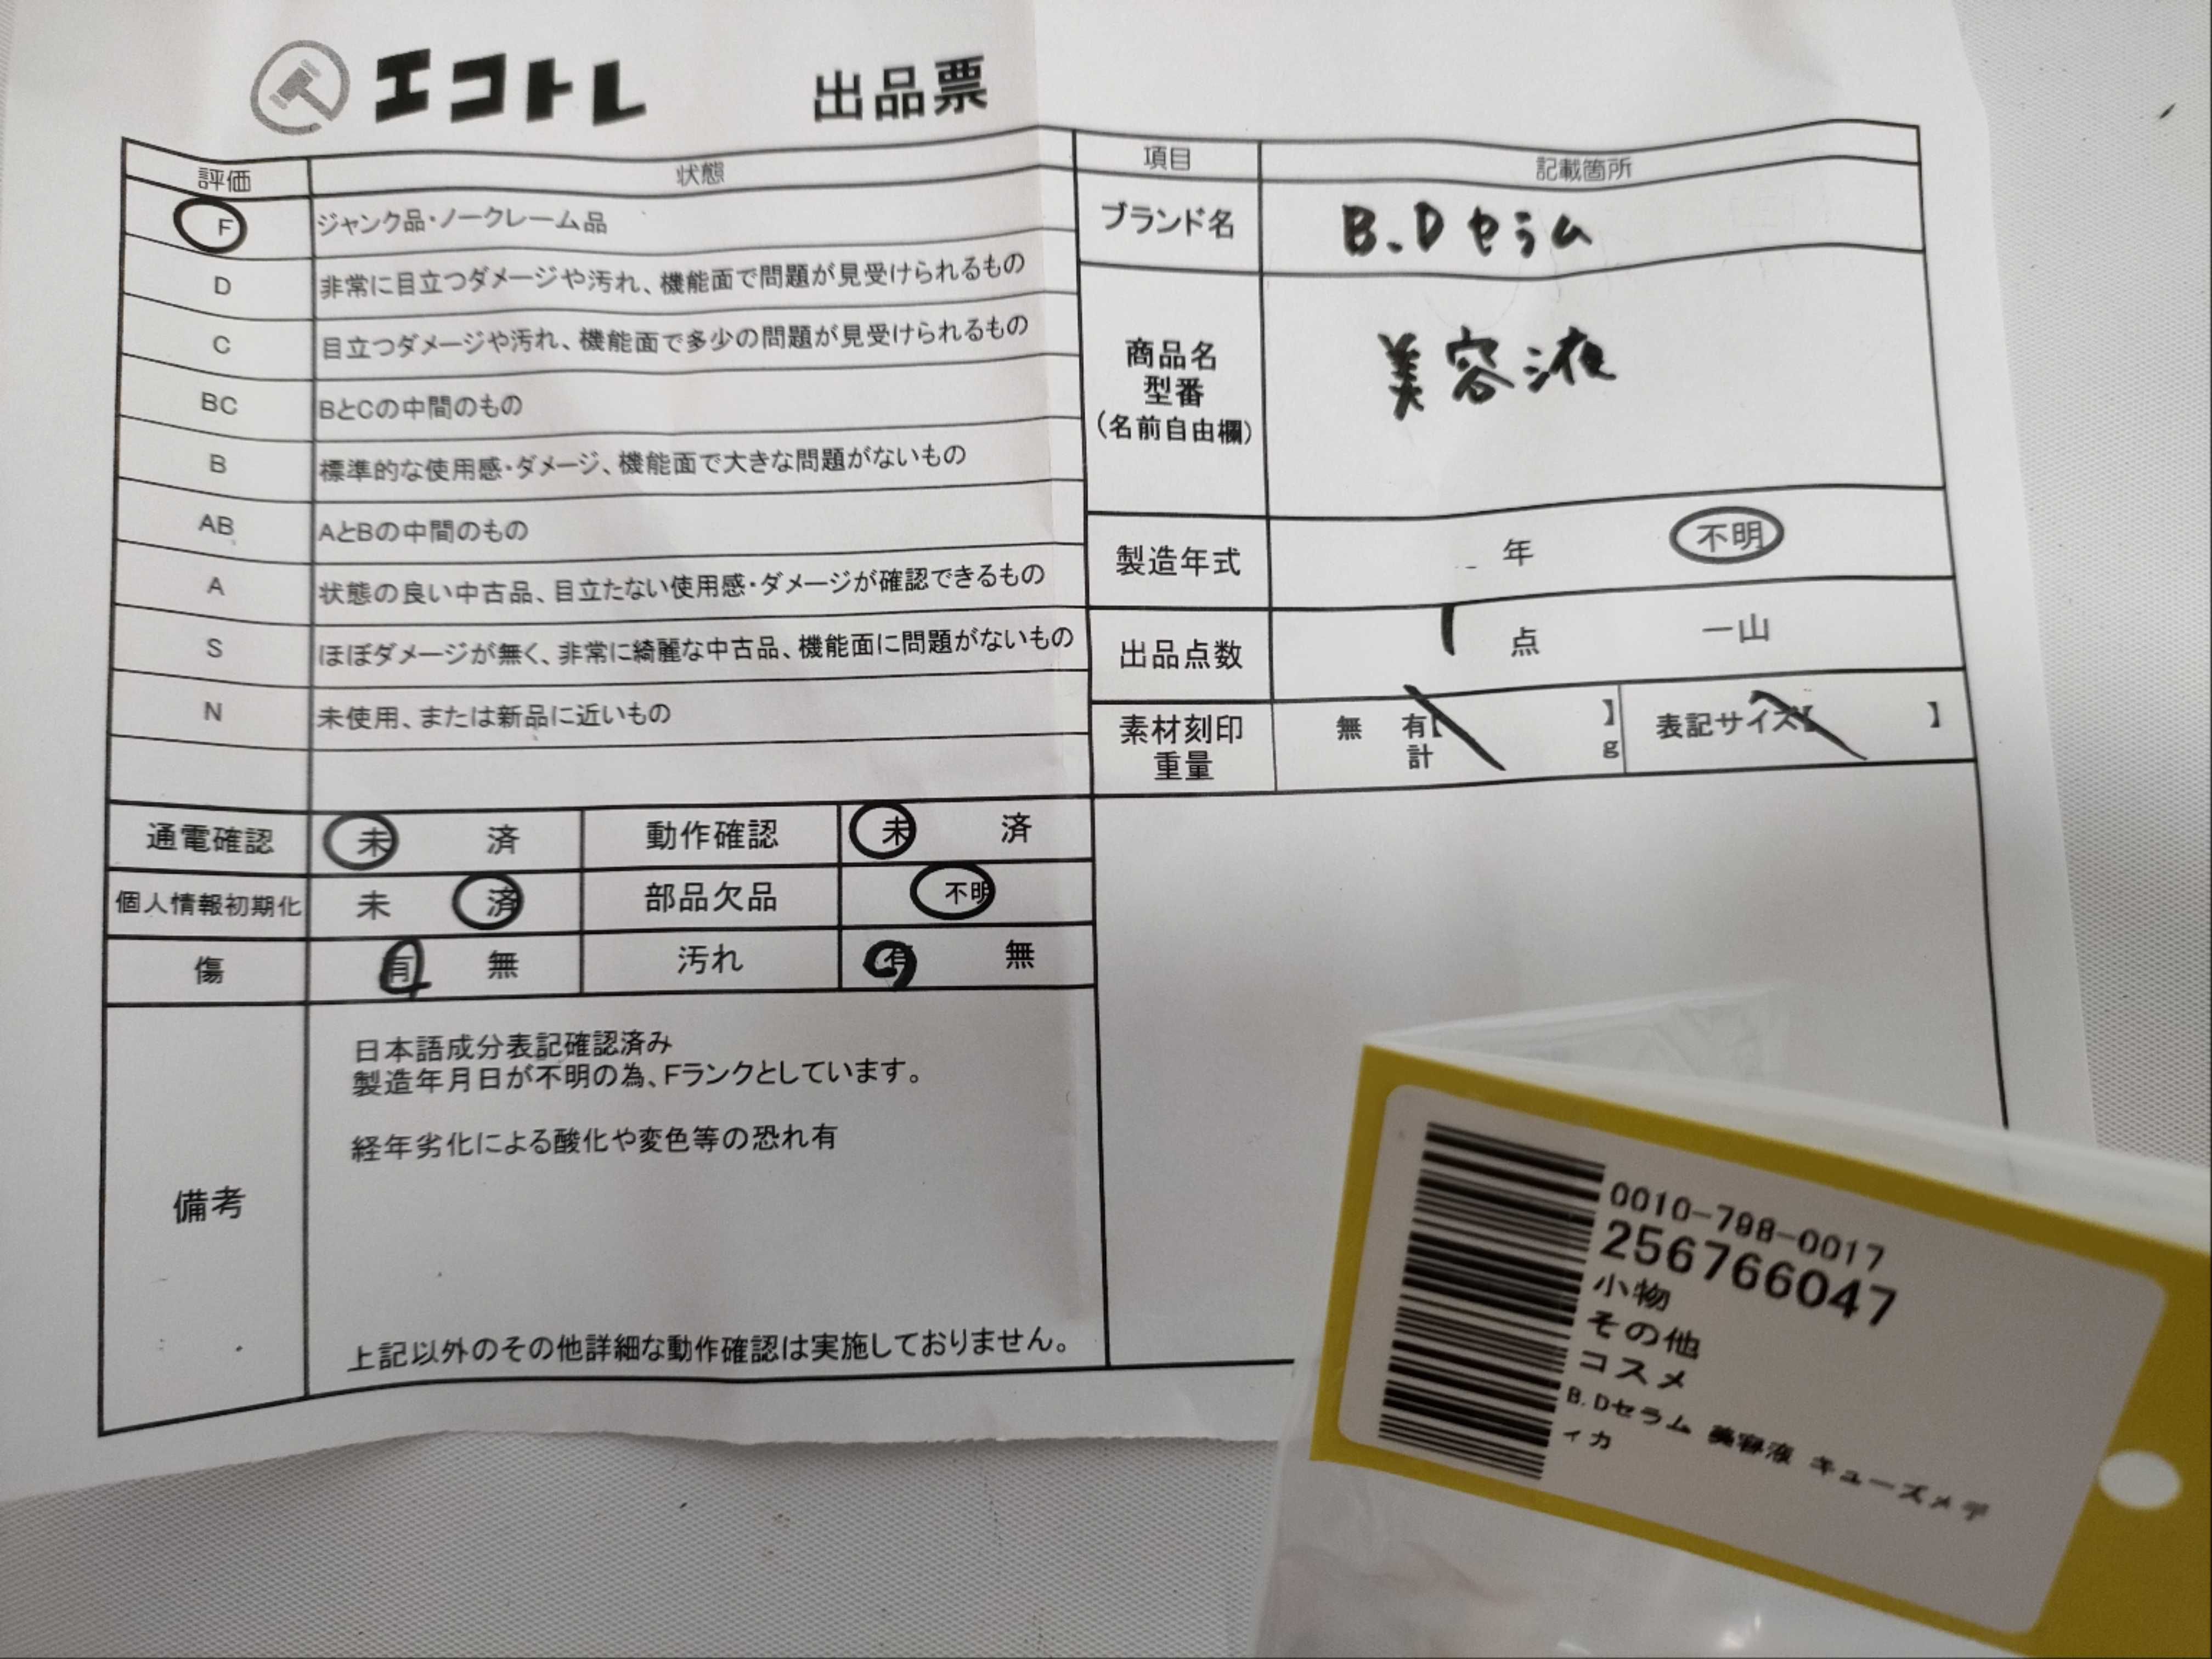 エコトレ 出品票
評価 状態
F ジャンク品・ノークレーム品
D 非常に目立つダメージや汚れ、機能面で問題が見受けられるもの
C 目立つダメージや汚れ、機能面で多少の問題が見受けられるもの
BC BとCの中間のもの
B 標準的な使用感・ダメージ、機能面で大きな問題がないもの
AB AとBの中間のもの
A 状態の良い中古品、目立たない使用感・ダメージが確認できるもの
S ほぼダメージが無く、非常に綺麗な中古品、機能面に問題がないもの
N 未使用、または新品に近いもの
通電確認 未 済 動作確認 未 済
個人情報初期化 未 済 部品欠品 不明
傷 有 無 汚れ 有 無
備考
日本語成分表記確認済み
製造年月日が不明の為、Fランクとしています。
経年劣化による酸化や変色等の恐れ有
上記以外のその他詳細な動作確認は実施しておりません。
項目 記載箇所
ブランド名 B.Dセラム
商品名
型番
(名前自由欄)
美容液
製造年式 年 不明
出品点数 1 点 一山
素材刻印 無 有【 】 表記サイズ【 】
重量 計 g
0010-798-0017
256766047
小物
その他
コスメ
B.Dセラム 美容液 キューズメデ
ィカ